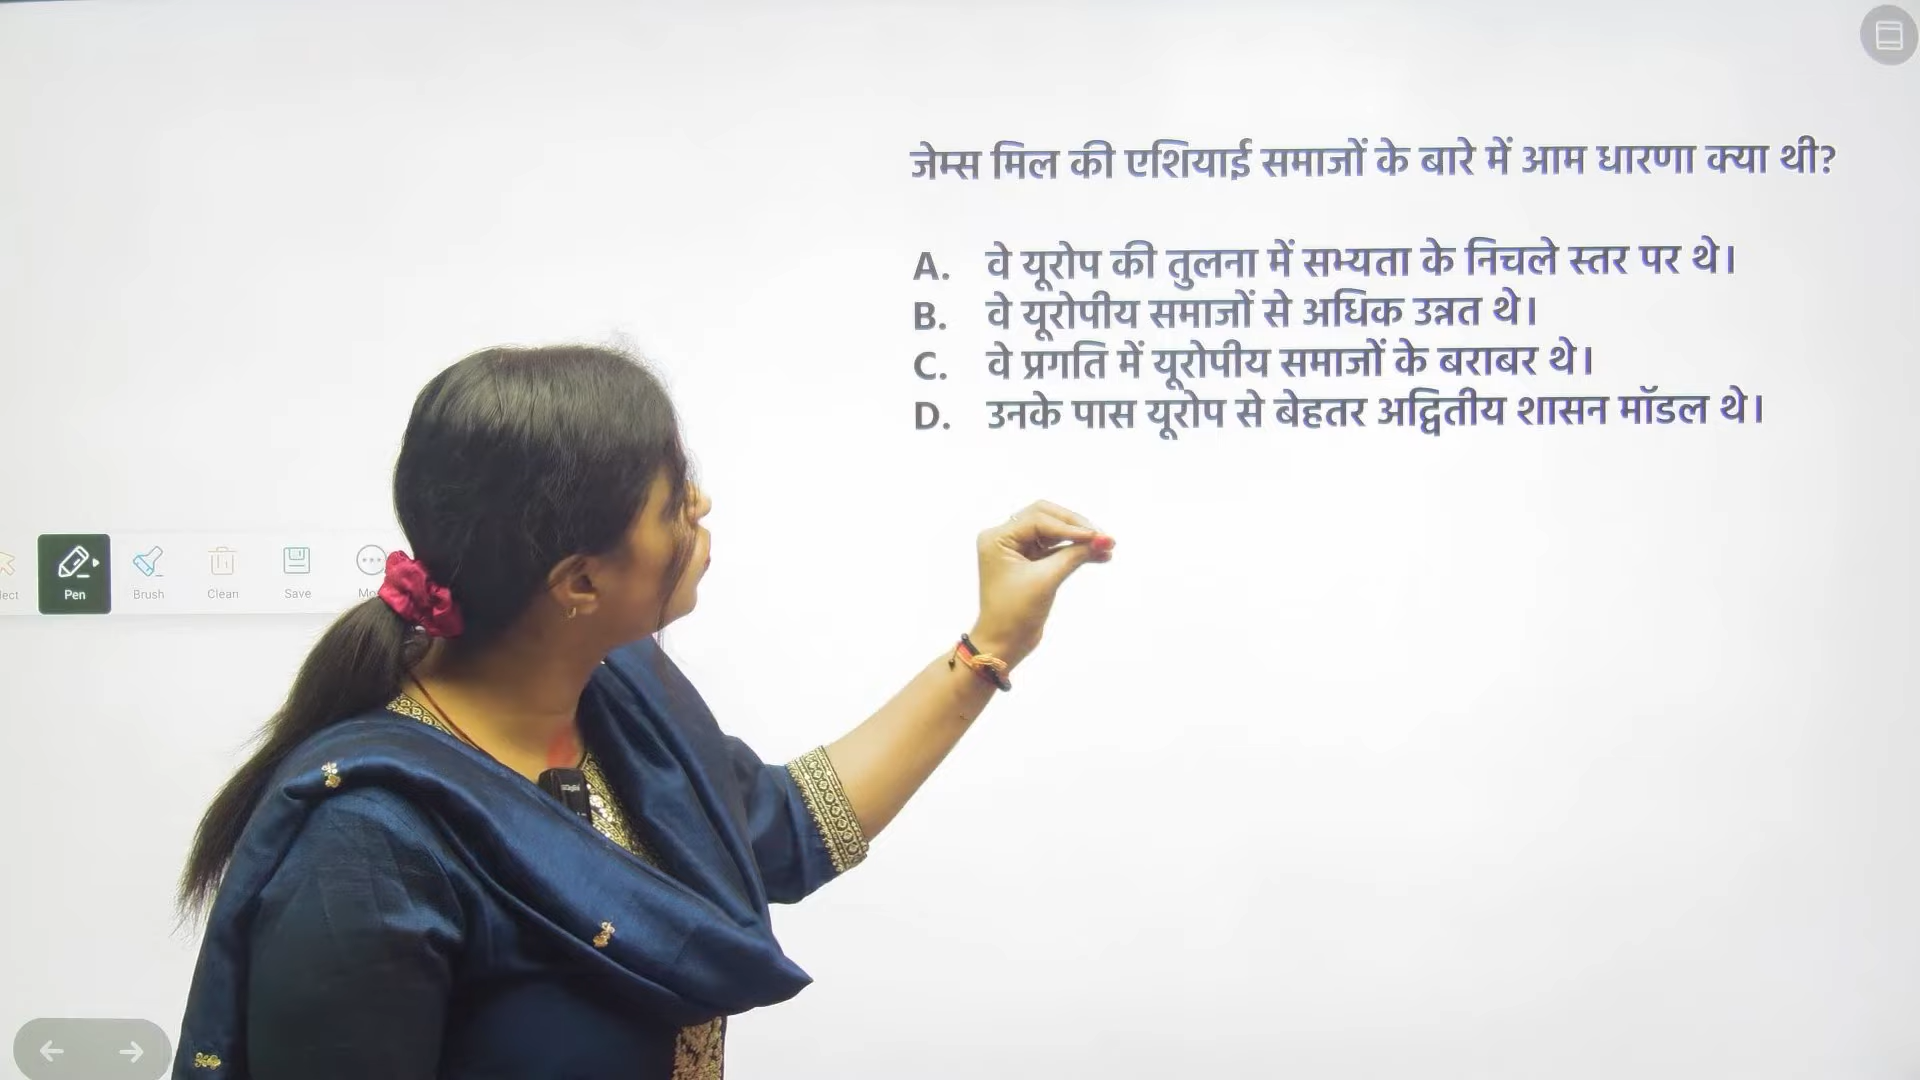 जेम्स मिल की एशियाई समाजों के बारे में आम धारणा क्या थी?
A. वे यूरोप की तुलना में सभ्यता के निचले स्तर पर थे।
B. वे यूरोपीय समाजों से अधिक उन्नत थे।
C. वे प्रगति में यूरोपीय समाजों के बराबर थे।
D. उनके पास यूरोप से बेहतर अद्वितीय शासन मॉडल थे।
Pen
Brush
Clean
Save